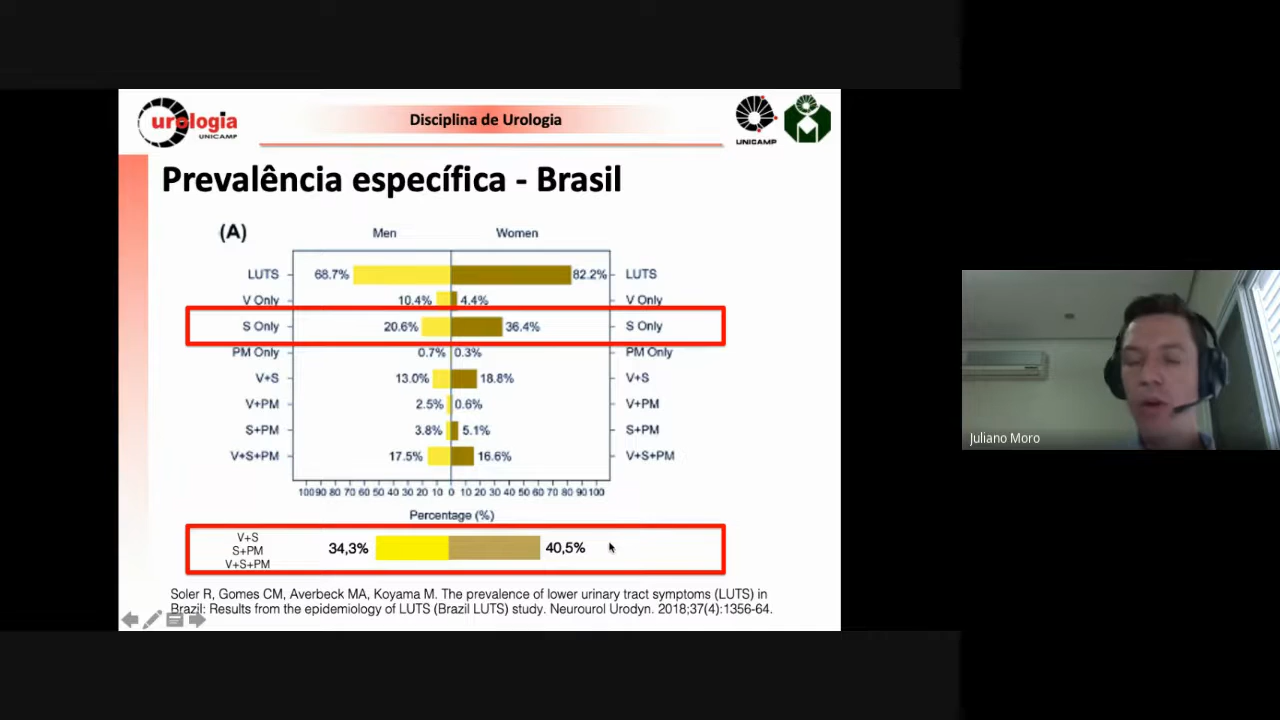 urologia
UNICAMP
Disciplina de Urologia
UNICAMP
Prevalência específica - Brasil
(A)
Men Women
LUTS 68.7% 82.2% LUTS
V Only 10.4% 4.4% V Only
S Only 20.6% 36.4% S Only
PM Only 0.7% 0.3% PM Only
V+S 13.0% 18.8% V+S
V+PM 2.5% 0.6% V+PM
S+PM 3.8% 5.1% S+PM
V+S+PM 17.5% 16.6% V+S+PM
100 90 80 70 60 50 40 30 20 10 0 10 20 30 40 50 60 70 80 90 100
Percentage (%)
V+S
S+PM
V+S+PM
34,3% 40,5%
Soler R, Gomes CM, Averbeck MA, Koyama M. The prevalence of lower urinary tract symptoms (LUTS) in
Brazil: Results from the epidemiology of LUTS (Brazil LUTS) study. Neurourol Urodyn. 2018;37(4):1356-64.
Juliano Moro